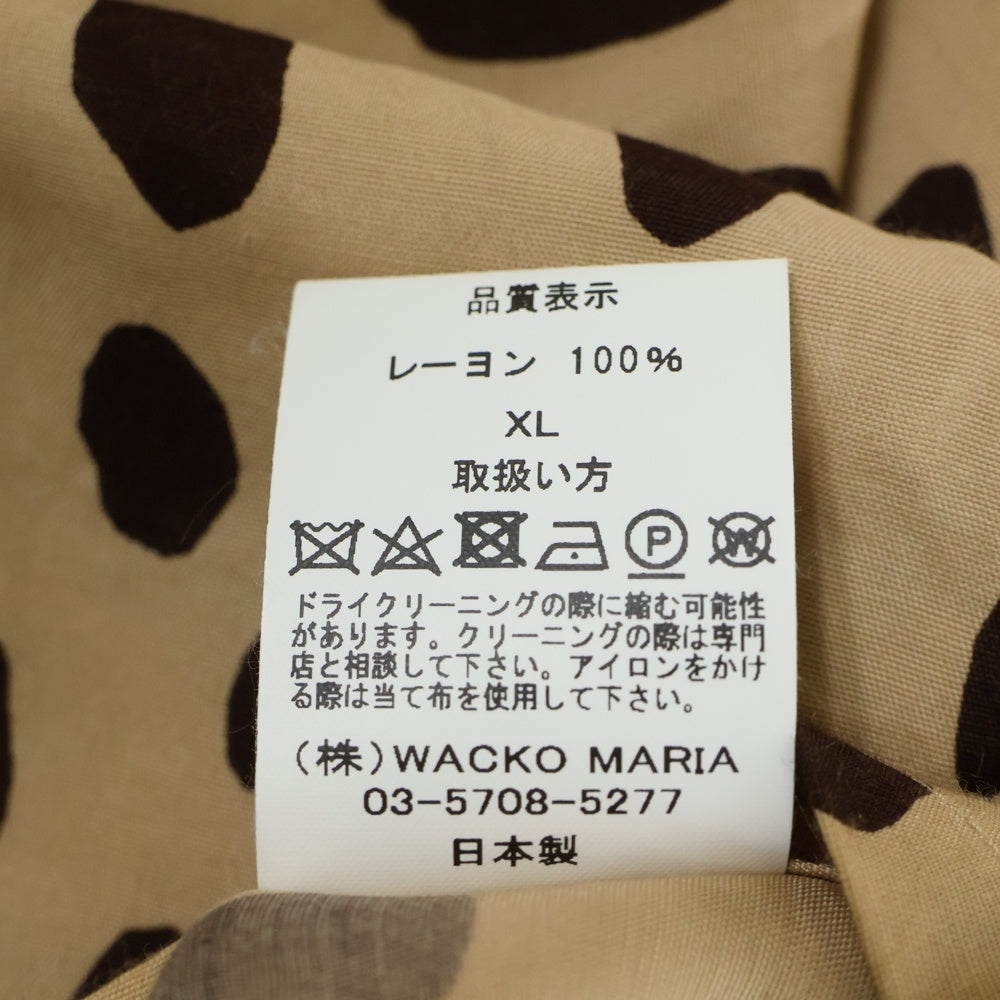 品質表示
レーヨン 100%
XL
取扱い方
P W
ドライクリーニングの際に縮む可能性
があります。クリーニングの際は専門
店と相談して下さい。アイロンをかけ
る際は当て布を使用して下さい。
(株)WACKO MARIA
03-5708-5277
日本製